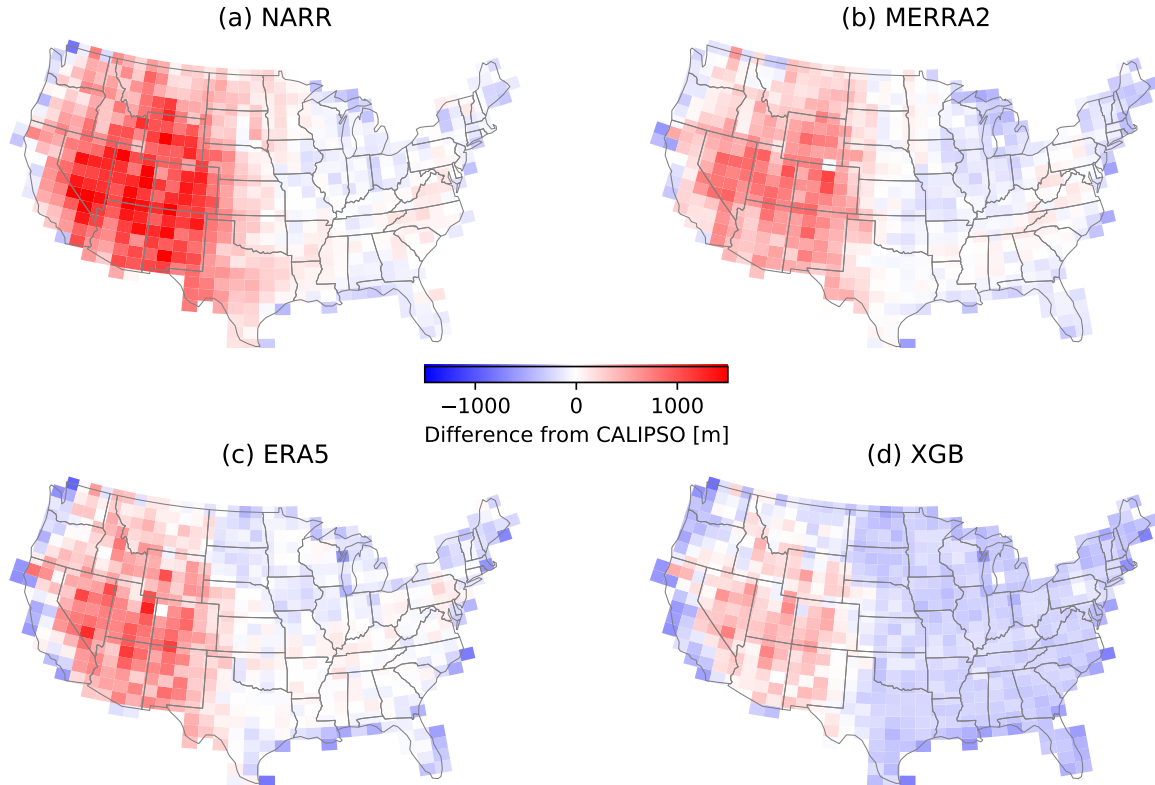 (a) NARR
(b) MERRA2
−1000 0 1000
Difference from CALIPSO [m]
(c) ERA5
(d) XGB